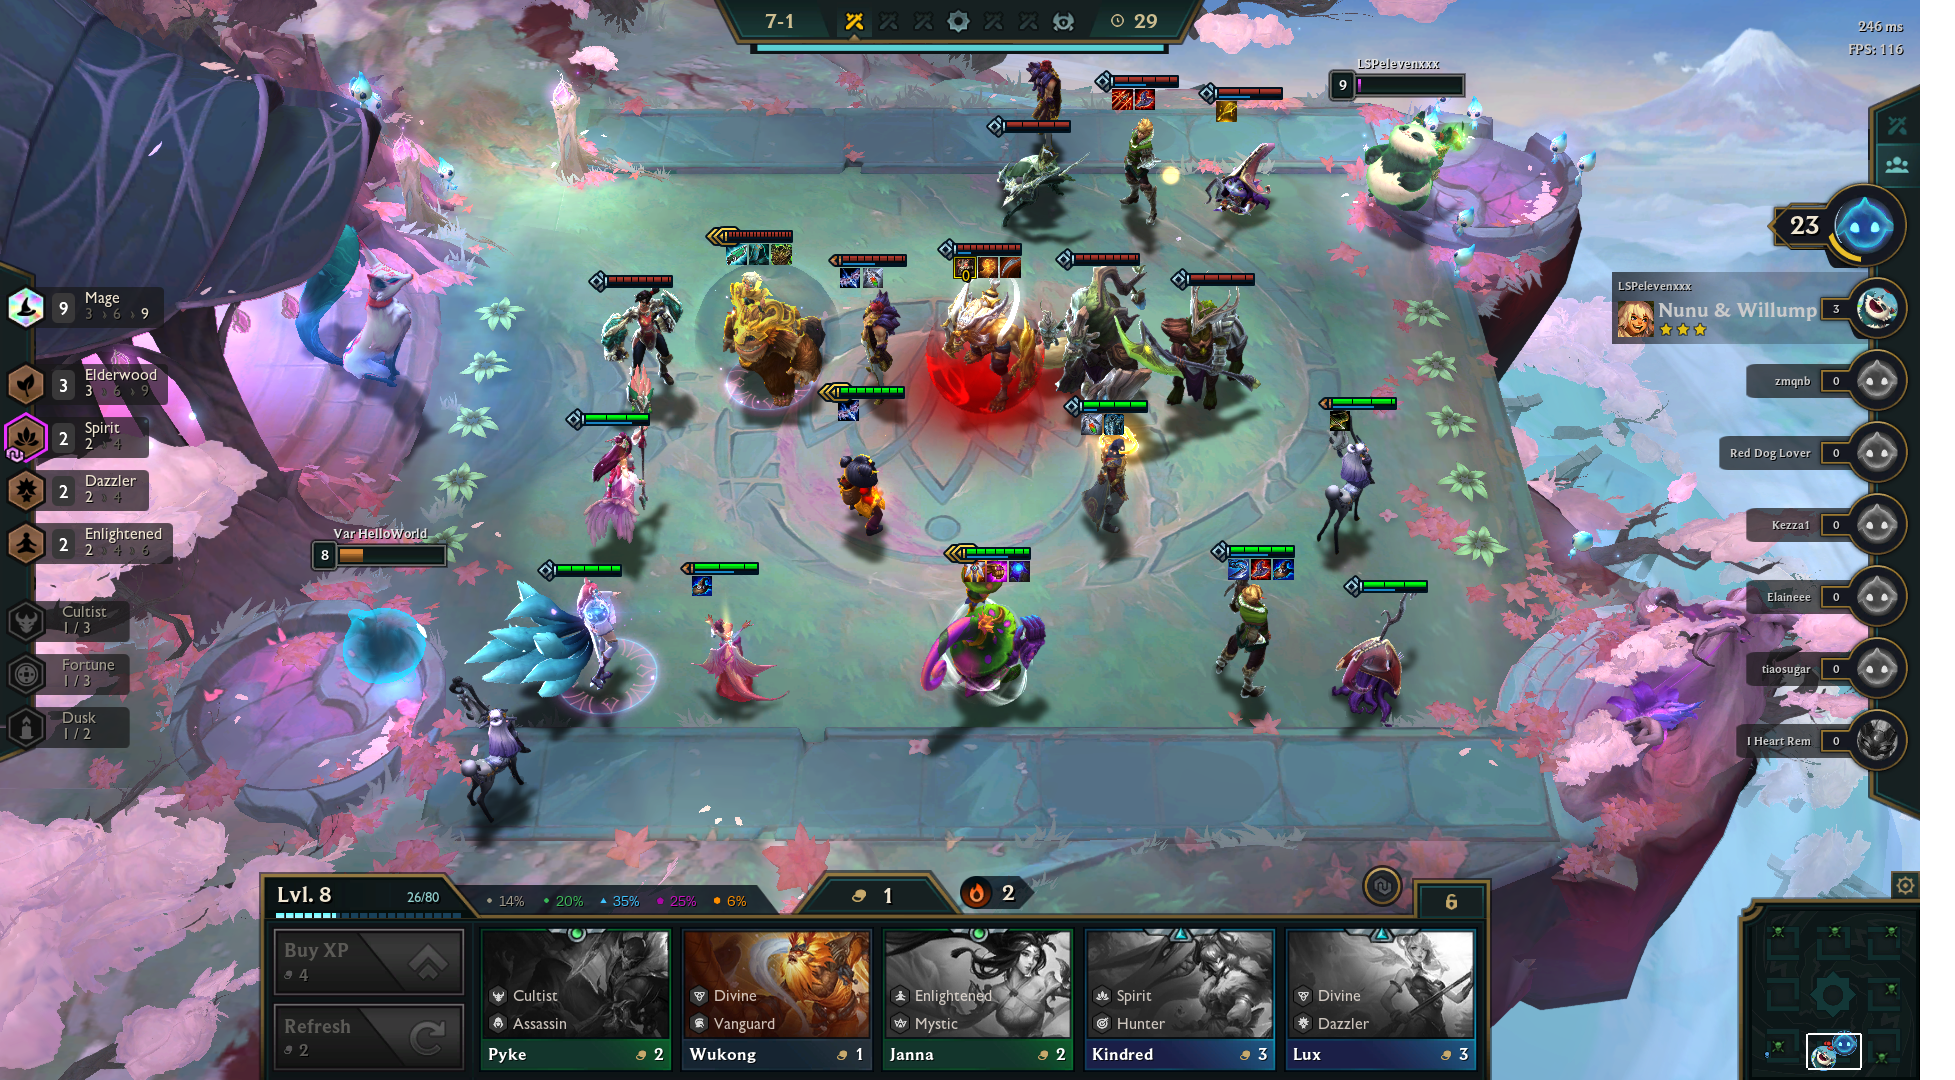 7-1
29
246 ms
FPS: 116
LSPelevenxxx
9
23
LSPelevenxxx
Nunu & Willump
3
zmqnb
0
Red Dog Lover
0
Kezza1
0
Elaineee
0
tiaosugar
0
I Heart Rem
0
9
Mage
3 › 6 › 9
3
Elderwood
3 › 6 › 9
2
Spirit
2 › 4
2
Dazzler
2 › 4
2
Enlightened
2 › 4 › 6
Cultist
1 / 3
Fortune
1 / 3
Dusk
1 / 2
Var HelloWorld
8
0
Lvl. 8
26/80
14%
20%
35%
25%
6%
1
2
6
Buy XP
4
Refresh
2
Cultist
Assassin
Pyke
2
Divine
Vanguard
Wukong
1
Enlightened
Mystic
Janna
2
Spirit
Hunter
Kindred
3
Divine
Dazzler
Lux
3